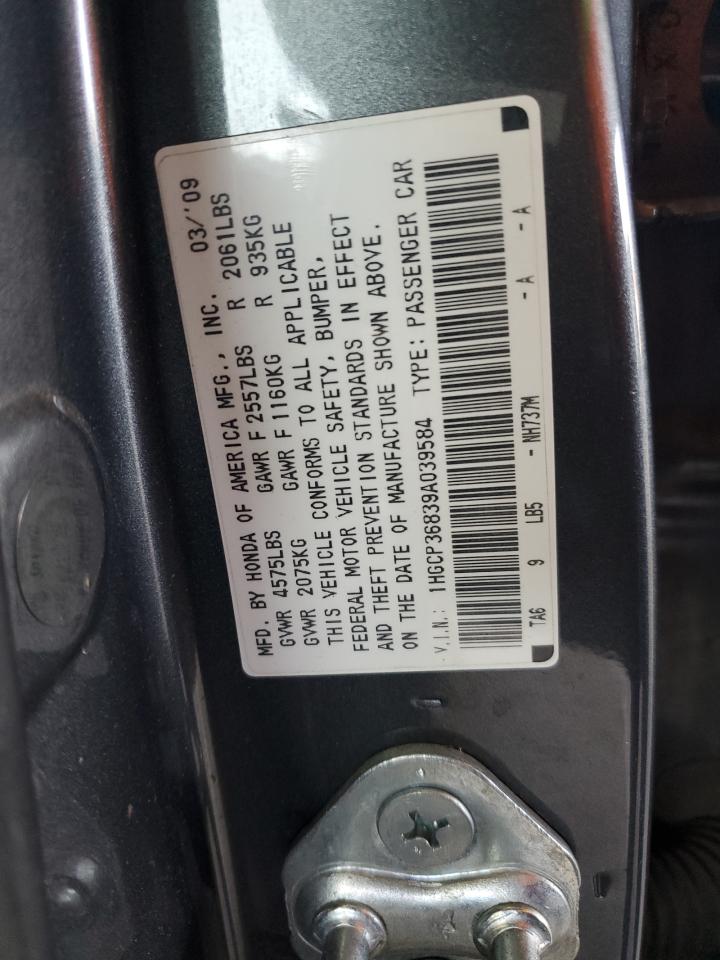 MFD. BY HONDA OF AMERICA MFG., INC. 03/'09
GVWR 4575LBS GAWR F 2557LBS R 2061LBS
GVWR 2075KG GAWR F 1160KG R 935KG
THIS VEHICLE CONFORMS TO ALL APPLICABLE
FEDERAL MOTOR VEHICLE SAFETY, BUMPER,
AND THEFT PREVENTION STANDARDS IN EFFECT
ON THE DATE OF MANUFACTURE SHOWN ABOVE.
V.I.N.: 1HGCP36839A039584 TYPE: PASSENGER CAR
TA6 9 LB5 - NH737M - A - A